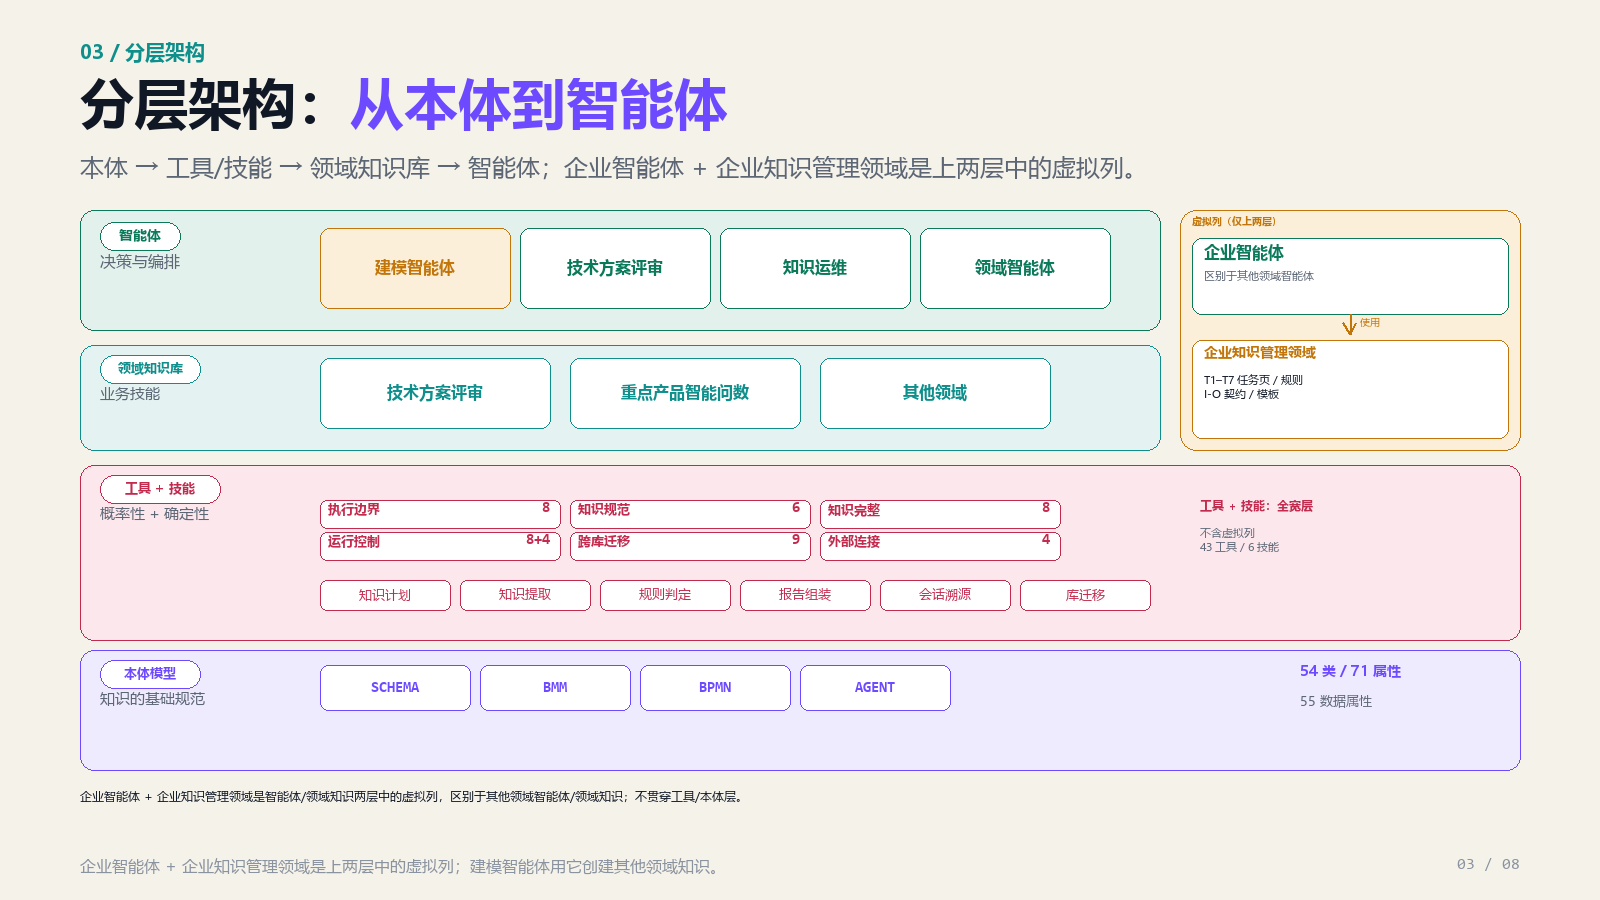 03 / 分层架构
分层架构：从本体到智能体
本体 → 工具/技能 → 领域知识库 → 智能体；企业智能体 + 企业知识管理领域是上两层中的虚拟列。
智能体
决策与编排
建模智能体
技术方案评审
知识运维
领域智能体
虚拟列（仅上两层）
企业智能体
区别于其他领域智能体
使用
企业知识管理领域
T1–T7 任务页 / 规则
I-O 契约 / 模板
领域知识库
业务技能
技术方案评审
重点产品智能问数
其他领域
工具 + 技能
概率性 + 确定性
执行边界 8
知识规范 6
知识完整 8
运行控制 8+4
跨库迁移 9
外部连接 4
知识计划
知识提取
规则判定
报告组装
会话溯源
库迁移
工具 + 技能：全宽层
不含虚拟列
43 工具 / 6 技能
本体模型
知识的基础规范
SCHEMA
BMM
BPMN
AGENT
54 类 / 71 属性
55 数据属性
企业智能体 + 企业知识管理领域是智能体/领域知识两层中的虚拟列，区别于其他领域智能体/领域知识；不贯穿工具/本体层。
企业智能体 + 企业知识管理领域是上两层中的虚拟列；建模智能体用它创建其他领域知识。
03 / 08